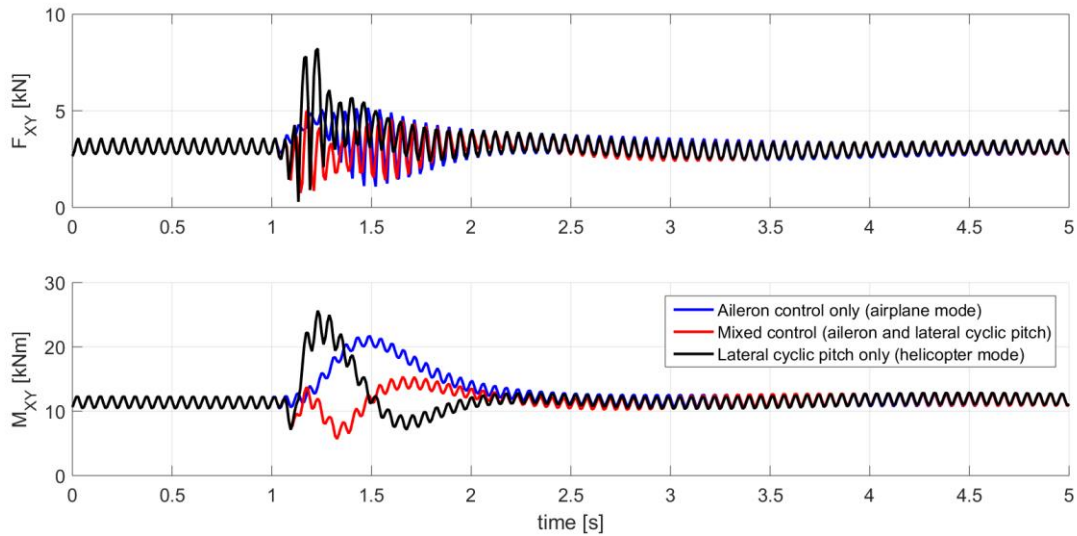 10
5
0
F_XY [kN]
0 0.5 1 1.5 2 2.5 3 3.5 4 4.5 5
30
20
10
0
M_XY [kNm]
Aileron control only (airplane mode)
Mixed control (aileron and lateral cyclic pitch)
Lateral cyclic pitch only (helicopter mode)
0 0.5 1 1.5 2 2.5 3 3.5 4 4.5 5
time [s]